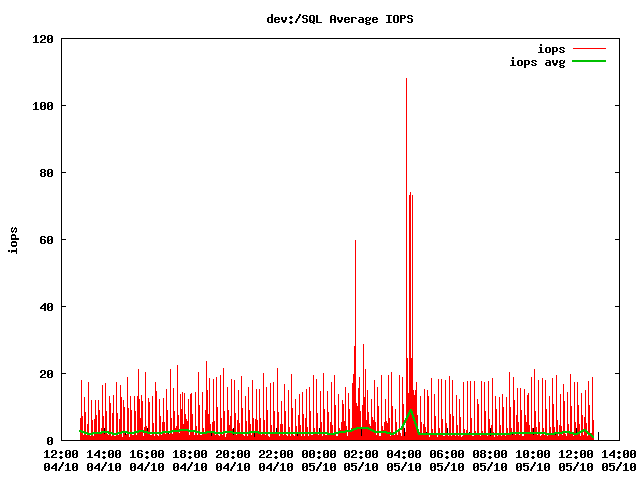 dev:/SQL Average IOPS
iops
iops avg
120
100
80
60
40
20
0
iops
12:00 14:00 16:00 18:00 20:00 22:00 00:00 02:00 04:00 06:00 08:00 10:00 12:00 14:00
04/10 04/10 04/10 04/10 04/10 04/10 05/10 05/10 05/10 05/10 05/10 05/10 05/10 05/10